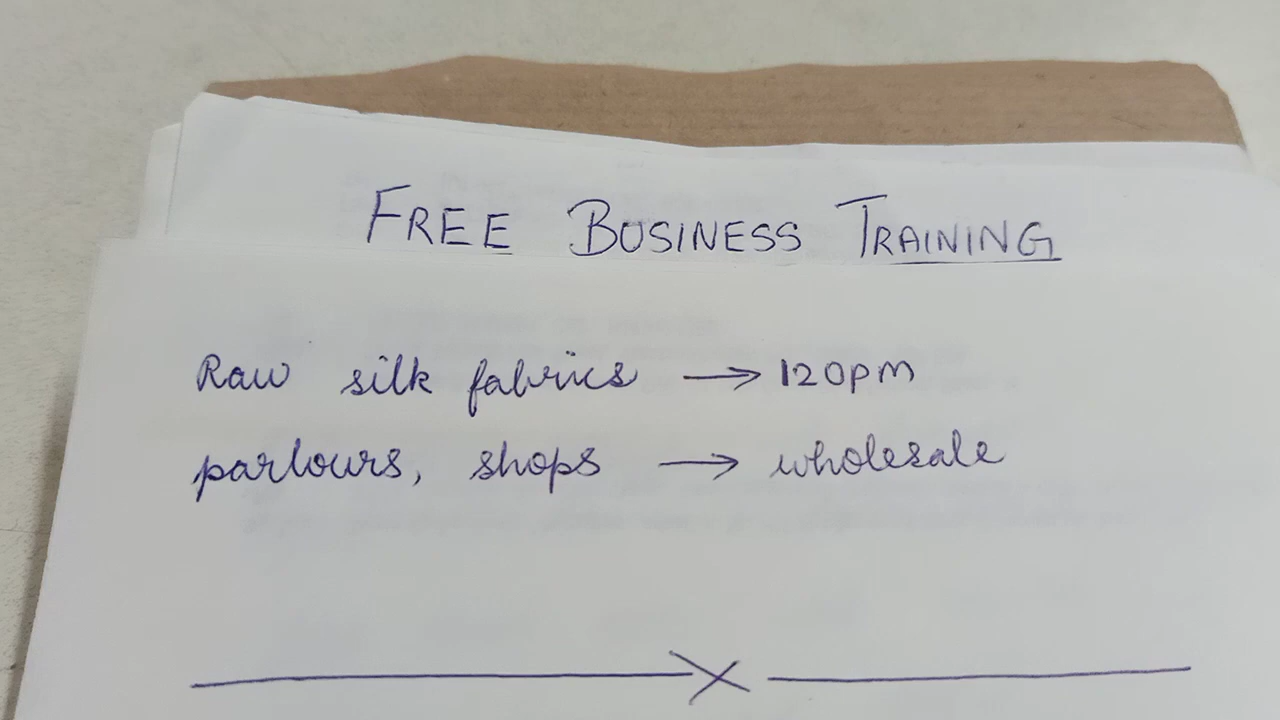 FREE BUSINESS TRAINING
Raw silk fabrics → 120pm
parlours, shops → wholesale